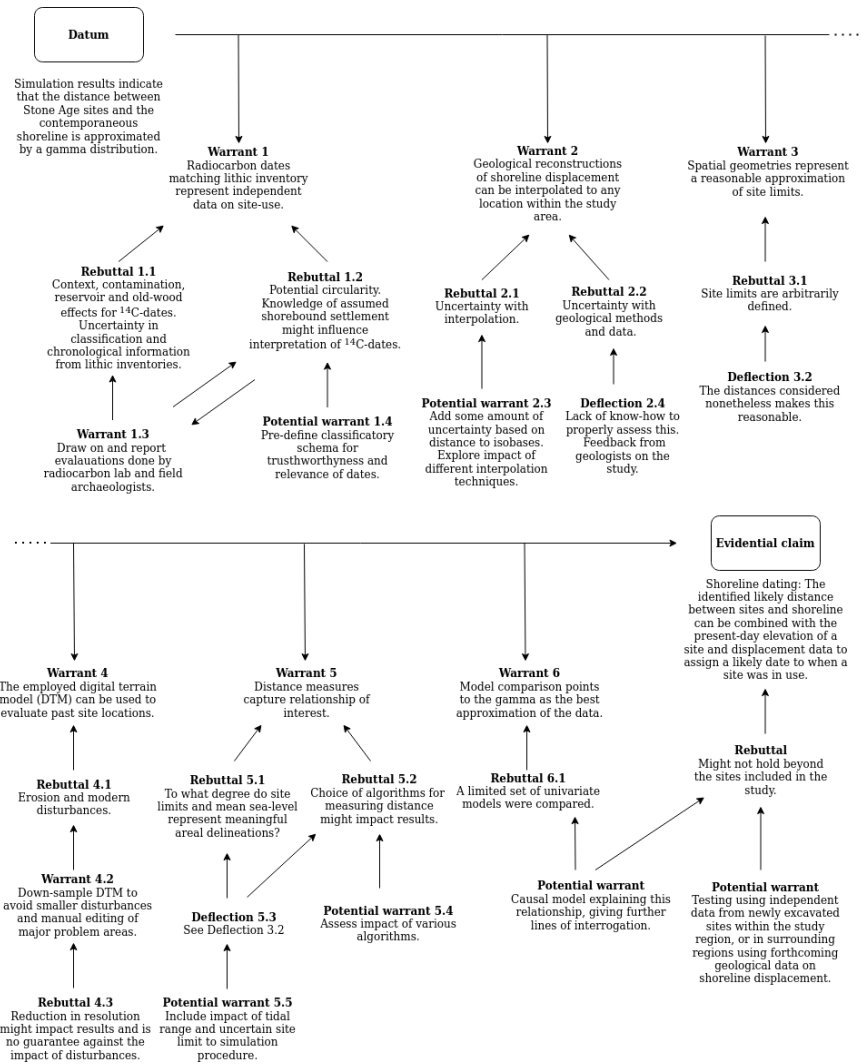 Datum
. . . .
Simulation results indicate
that the distance between
Stone Age sites and the
contemporaneous
shoreline is approximated
by a gamma distribution.
Warrant 1
Radiocarbon dates
matching lithic inventory
represent independent
data on site-use.
Warrant 2
Geological reconstructions
of shoreline displacement
can be interpolated to any
location within the study
area.
Warrant 3
Spatial geometries represent
a reasonable approximation
of site limits.
Rebuttal 1.1
Context, contamination,
reservoir and old-wood
effects for ¹⁴C-dates.
Uncertainty in
classification and
chronological information
from lithic inventories.
Rebuttal 1.2
Potential circularity.
Knowledge of assumed
shorebound settlement
might influence
interpretation of ¹⁴C-dates.
Rebuttal 2.1
Uncertainty with
interpolation.
Rebuttal 2.2
Uncertainty with
geological methods
and data.
Rebuttal 3.1
Site limits are arbitrarily
defined.
Warrant 1.3
Draw on and report
evalauations done by
radiocarbon lab and field
archaeologists.
Potential warrant 1.4
Pre-define classificatory
schema for
trusthworthyness and
relevance of dates.
Potential warrant 2.3
Add some amount of
uncertainty based on
distance to isobases.
Explore impact of
different interpolation
techniques.
Deflection 2.4
Lack of know-how to
properly assess this.
Feedback from
geologists on the
study.
Deflection 3.2
The distances considered
nonetheless makes this
reasonable.
. . . . .
Evidential claim
Shoreline dating: The
identified likely distance
between sites and shoreline
can be combined with the
present-day elevation of a
site and displacement data to
assign a likely date to when a
site was in use.
Warrant 4
The employed digital terrain
model (DTM) can be used to
evaluate past site locations.
Warrant 5
Distance measures
capture relationship of
interest.
Warrant 6
Model comparison points
to the gamma as the best
approximation of the data.
Rebuttal
Might not hold beyond
the sites included in the
study.
Rebuttal 4.1
Erosion and modern
disturbances.
Rebuttal 5.1
To what degree do site
limits and mean sea-level
represent meaningful
areal delineations?
Rebuttal 5.2
Choice of algorithms for
measuring distance
might impact results.
Rebuttal 6.1
A limited set of univariate
models were compared.
Warrant 4.2
Down-sample DTM to
avoid smaller disturbances
and manual editing of
major problem areas.
Deflection 5.3
See Deflection 3.2
Potential warrant 5.4
Assess impact of various
algorithms.
Potential warrant
Causal model explaining this
relationship, giving further
lines of interrogation.
Potential warrant
Testing using independent
data from newly excavated
sites within the study
region, or in surrounding
regions using forthcoming
geological data on
shoreline displacement.
Rebuttal 4.3
Reduction in resolution
might impact results and is
no guarantee against the
impact of disturbances.
Potential warrant 5.5
Include impact of tidal
range and uncertain site
limit to simulation
procedure.